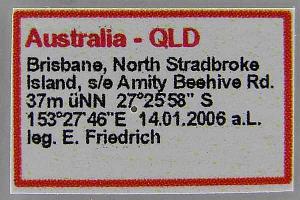 Australia - QLD
Brisbane, North Stradbroke
Island, s/e Amity Beehive Rd.
37m üNN 27°25'58" S
153°27'46"E 14.01.2006 a.L.
leg. E. Friedrich